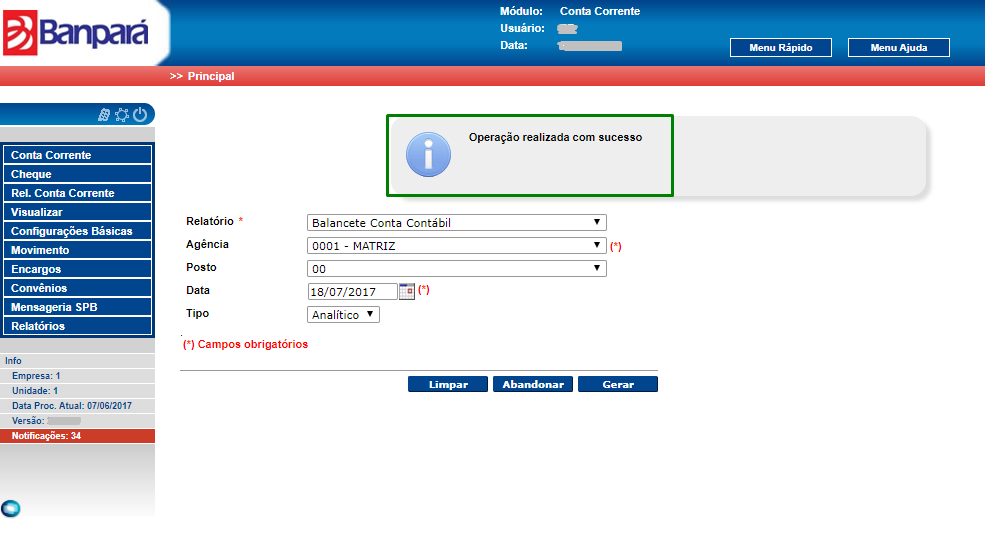 Banpará
Módulo: Conta Corrente
Usuário:
Data:
Menu Rápido
Menu Ajuda
>> Principal
Operação realizada com sucesso
Conta Corrente
Cheque
Rel. Conta Corrente
Visualizar
Configurações Básicas
Movimento
Encargos
Convênios
Mensageria SPB
Relatórios
Info
Empresa: 1
Unidade: 1
Data Proc. Atual: 07/06/2017
Versão:
Notificações: 34
Relatório * Balancete Conta Contábil
Agência 0001 - MATRIZ (*)
Posto 00
Data 18/07/2017 (*)
Tipo Analítico
.
(*) Campos obrigatórios
Limpar Abandonar Gerar